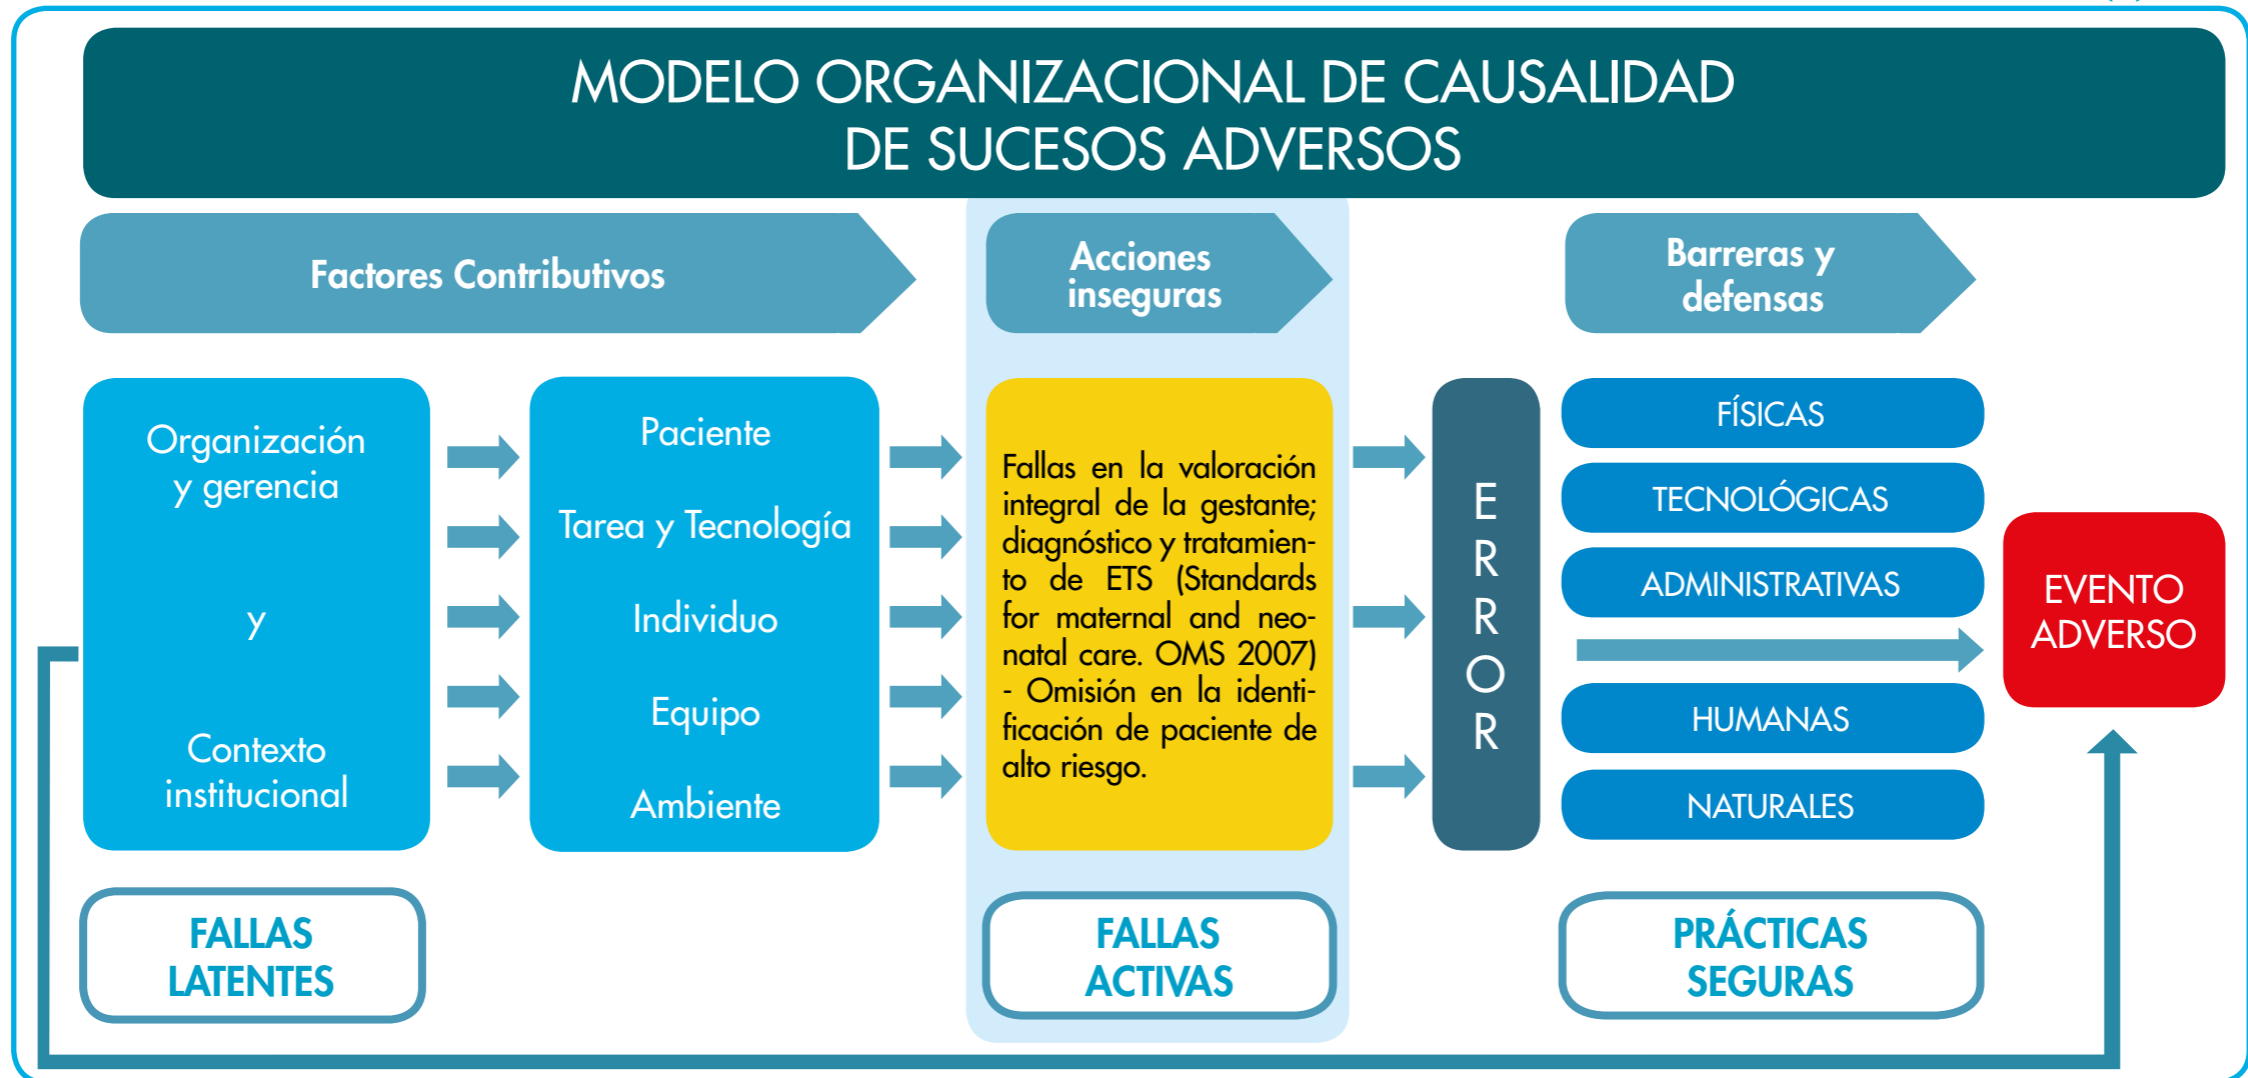 MODELO ORGANIZACIONAL DE CAUSALIDAD
DE SUCESOS ADVERSOS
Factores Contributivos
Acciones
inseguras
Barreras y
defensas
Organización
y gerencia
y
Contexto
institucional
Paciente
Tarea y Tecnología
Individuo
Equipo
Ambiente
Fallas en la valoración
integral de la gestante;
diagnóstico y tratamien-
to de ETS (Standards
for maternal and neo-
natal care. OMS 2007)
- Omisión en la identi-
ficación de paciente de
alto riesgo.
E
R
R
O
R
FÍSICAS
TECNOLÓGICAS
ADMINISTRATIVAS
HUMANAS
NATURALES
EVENTO
ADVERSO
FALLAS
LATENTES
FALLAS
ACTIVAS
PRÁCTICAS
SEGURAS